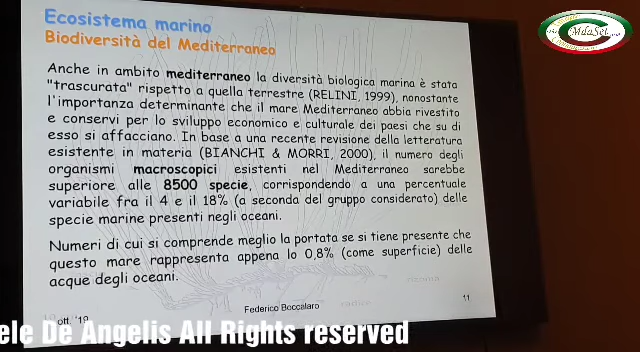 Ecosistema marino
Biodiversità del Mediterraneo
Anche in ambito mediterraneo la diversità biologica marina è stata
"trascurata" rispetto a quella terrestre (RELINI, 1999), nonostante
l'importanza determinante che il mare Mediterraneo abbia rivestito
e conservi per lo sviluppo economico e culturale dei paesi che su di
esso si affacciano. In base a una recente revisione della letteratura
esistente in materia (BIANCHI & MORRI, 2000), il numero degli
organismi macroscopici esistenti nel Mediterraneo sarebbe
superiore alle 8500 specie, corrispondendo a una percentuale
variabile fra il 4 e il 18% (a seconda del gruppo considerato) delle
specie marine presenti negli oceani.
Numeri di cui si comprende meglio la portata se si tiene presente che
questo mare rappresenta appena lo 0,8% (come superficie) delle
acque degli oceani.
ott. '19
Federico Boccalaro
11
ele De Angelis All Rights reserved
MdaSet